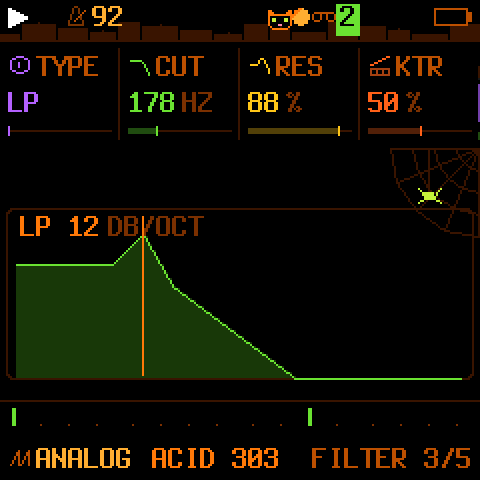 92 2
TYPE CUT RES KTR
LP 178 HZ 88 % 50 %
LP 12 DB/OCT
ANALOG ACID 303 FILTER 3/5